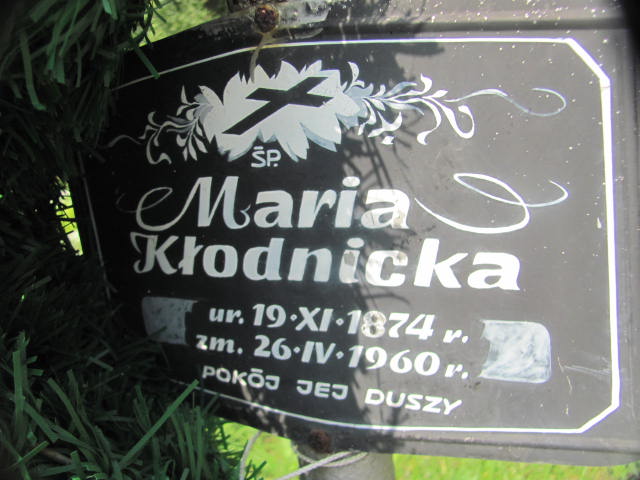 ŚP.
Maria
Kłodnicka
ur. 19·XI·1874 r.
zm. 26·IV·1960 r.
POKÓJ JEJ DUSZY